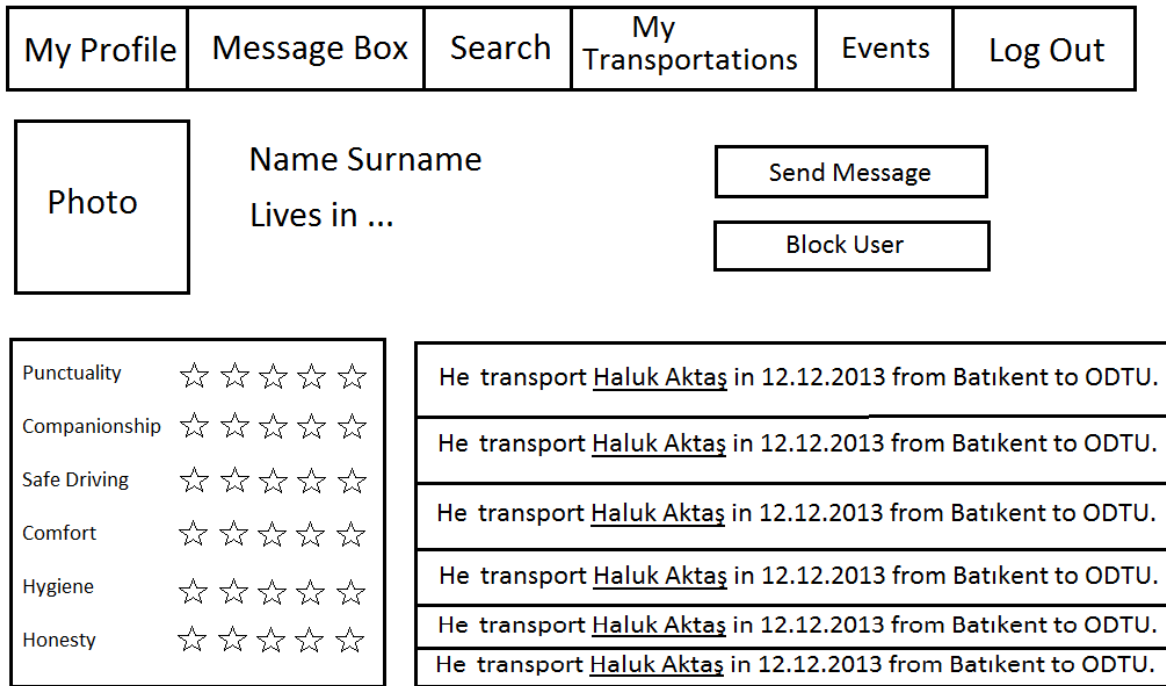 My Profile
Message Box
Search
My
Transportations
Events
Log Out
Photo
Name Surname
Lives in ...
Send Message
Block User
Punctuality
Companionship
Safe Driving
Comfort
Hygiene
Honesty
He transport Haluk Aktaş in 12.12.2013 from Batıkent to ODTU.
He transport Haluk Aktaş in 12.12.2013 from Batıkent to ODTU.
He transport Haluk Aktaş in 12.12.2013 from Batıkent to ODTU.
He transport Haluk Aktaş in 12.12.2013 from Batıkent to ODTU.
He transport Haluk Aktaş in 12.12.2013 from Batıkent to ODTU.
He transport Haluk Aktaş in 12.12.2013 from Batıkent to ODTU.